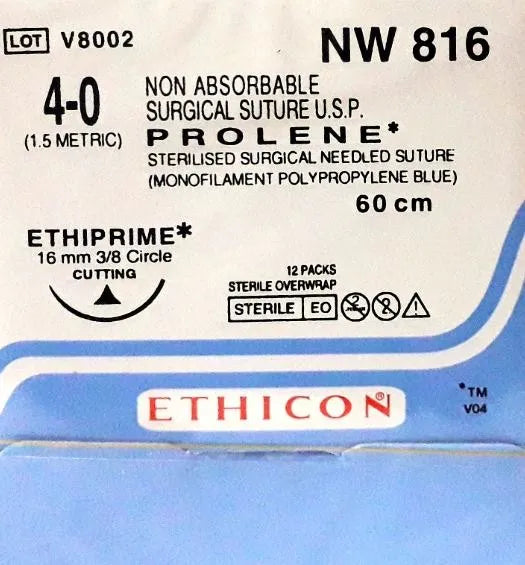 LOT V8002
NW 816
4-0
(1.5 METRIC)
NON ABSORBABLE
SURGICAL SUTURE U.S.P.
PROLENE*
STERILISED SURGICAL NEEDLED SUTURE
(MONOFILAMENT POLYPROPYLENE BLUE)
60 cm
ETHIPRIME*
16 mm 3/8 Circle
CUTTING
12 PACKS
STERILE OVERWRAP
STERILE EO 2
ETHICON®
*TM
V04